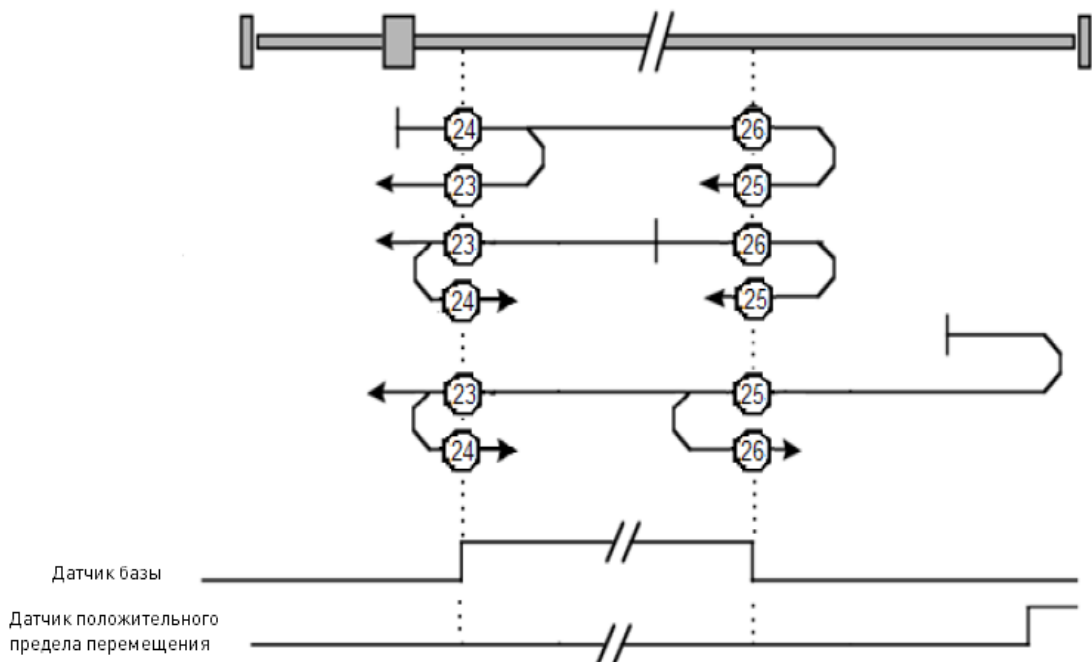 24 26
23 25
23 26
24 25
23 25
24 26
Датчик базы
Датчик положительного
предела перемещения